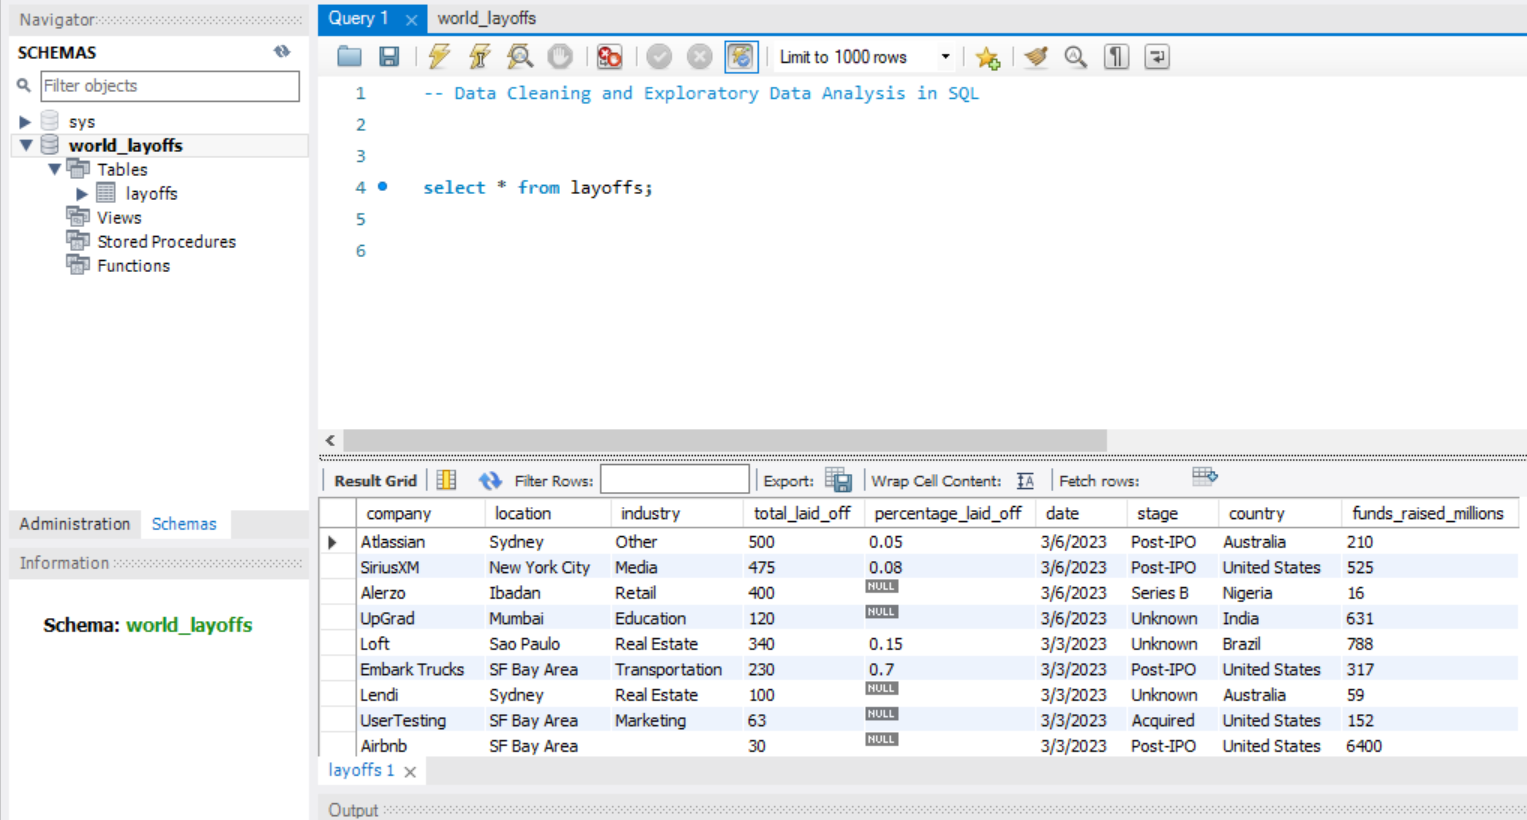 Navigator
SCHEMAS
Filter objects
sys
world_layoffs
Tables
layoffs
Views
Stored Procedures
Functions
Administration Schemas
Information
Schema: world_layoffs
Query 1 world_layoffs
Limit to 1000 rows
1 -- Data Cleaning and Exploratory Data Analysis in SQL
2
3
4 select * from layoffs;
5
6
Result Grid Filter Rows: Export: Wrap Cell Content: IA Fetch rows:
company location industry total_laid_off percentage_laid_off date stage country funds_raised_millions
Atlassian Sydney Other 500 0.05 3/6/2023 Post-IPO Australia 210
SiriusXM New York City Media 475 0.08 3/6/2023 Post-IPO United States 525
Alerzo Ibadan Retail 400 NULL 3/6/2023 Series B Nigeria 16
UpGrad Mumbai Education 120 NULL 3/6/2023 Unknown India 631
Loft Sao Paulo Real Estate 340 0.15 3/3/2023 Unknown Brazil 788
Embark Trucks SF Bay Area Transportation 230 0.7 3/3/2023 Post-IPO United States 317
Lendi Sydney Real Estate 100 NULL 3/3/2023 Unknown Australia 59
UserTesting SF Bay Area Marketing 63 NULL 3/3/2023 Acquired United States 152
Airbnb SF Bay Area 30 NULL 3/3/2023 Post-IPO United States 6400
layoffs 1
Output